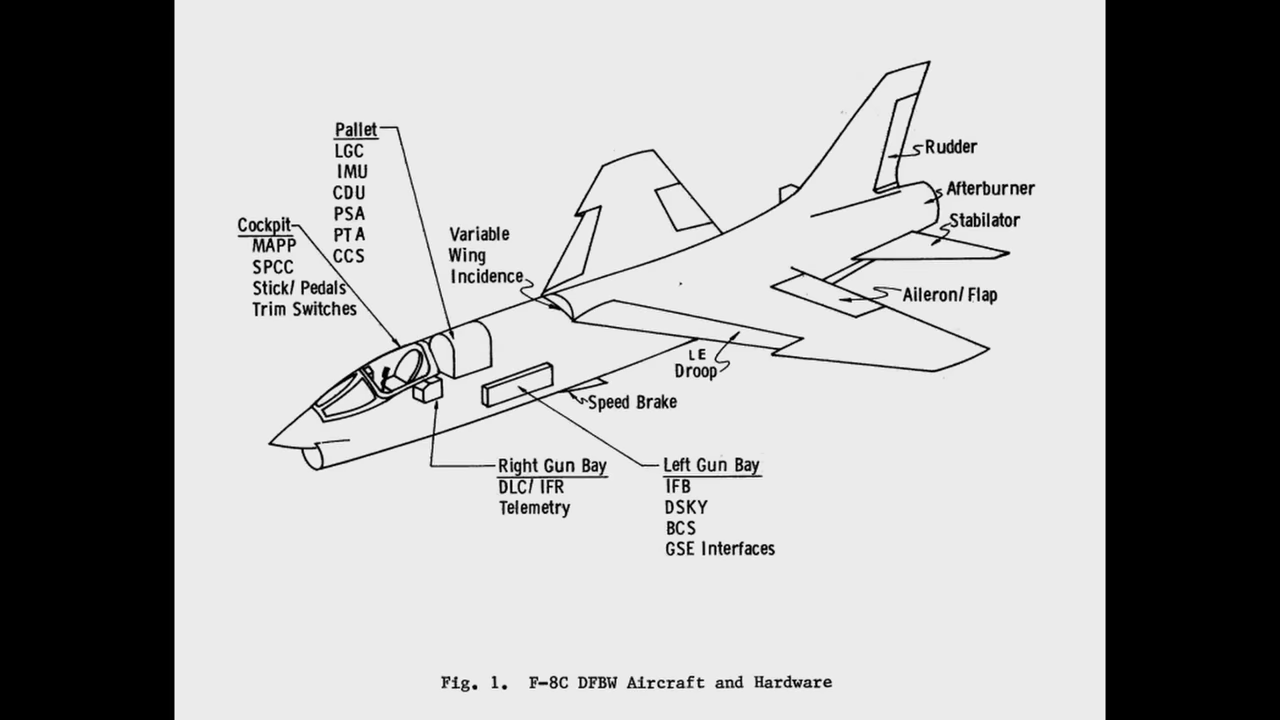 Pallet
LGC
IMU
CDU
PSA
PTA
CCS
Cockpit
MAPP
SPCC
Stick/ Pedals
Trim Switches
Variable
Wing
Incidence
Rudder
Afterburner
Stabilator
Aileron/ Flap
LE
Droop
Speed Brake
Right Gun Bay
DLC/ IFR
Telemetry
Left Gun Bay
IFB
DSKY
BCS
GSE Interfaces
Fig. 1. F-8C DFBW Aircraft and Hardware